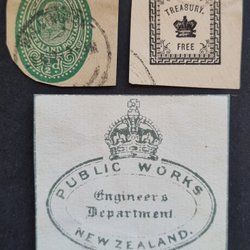 TREASURY.
FREE
PUBLIC WORKS.
Engineers
Department
NEW ZEALAND.